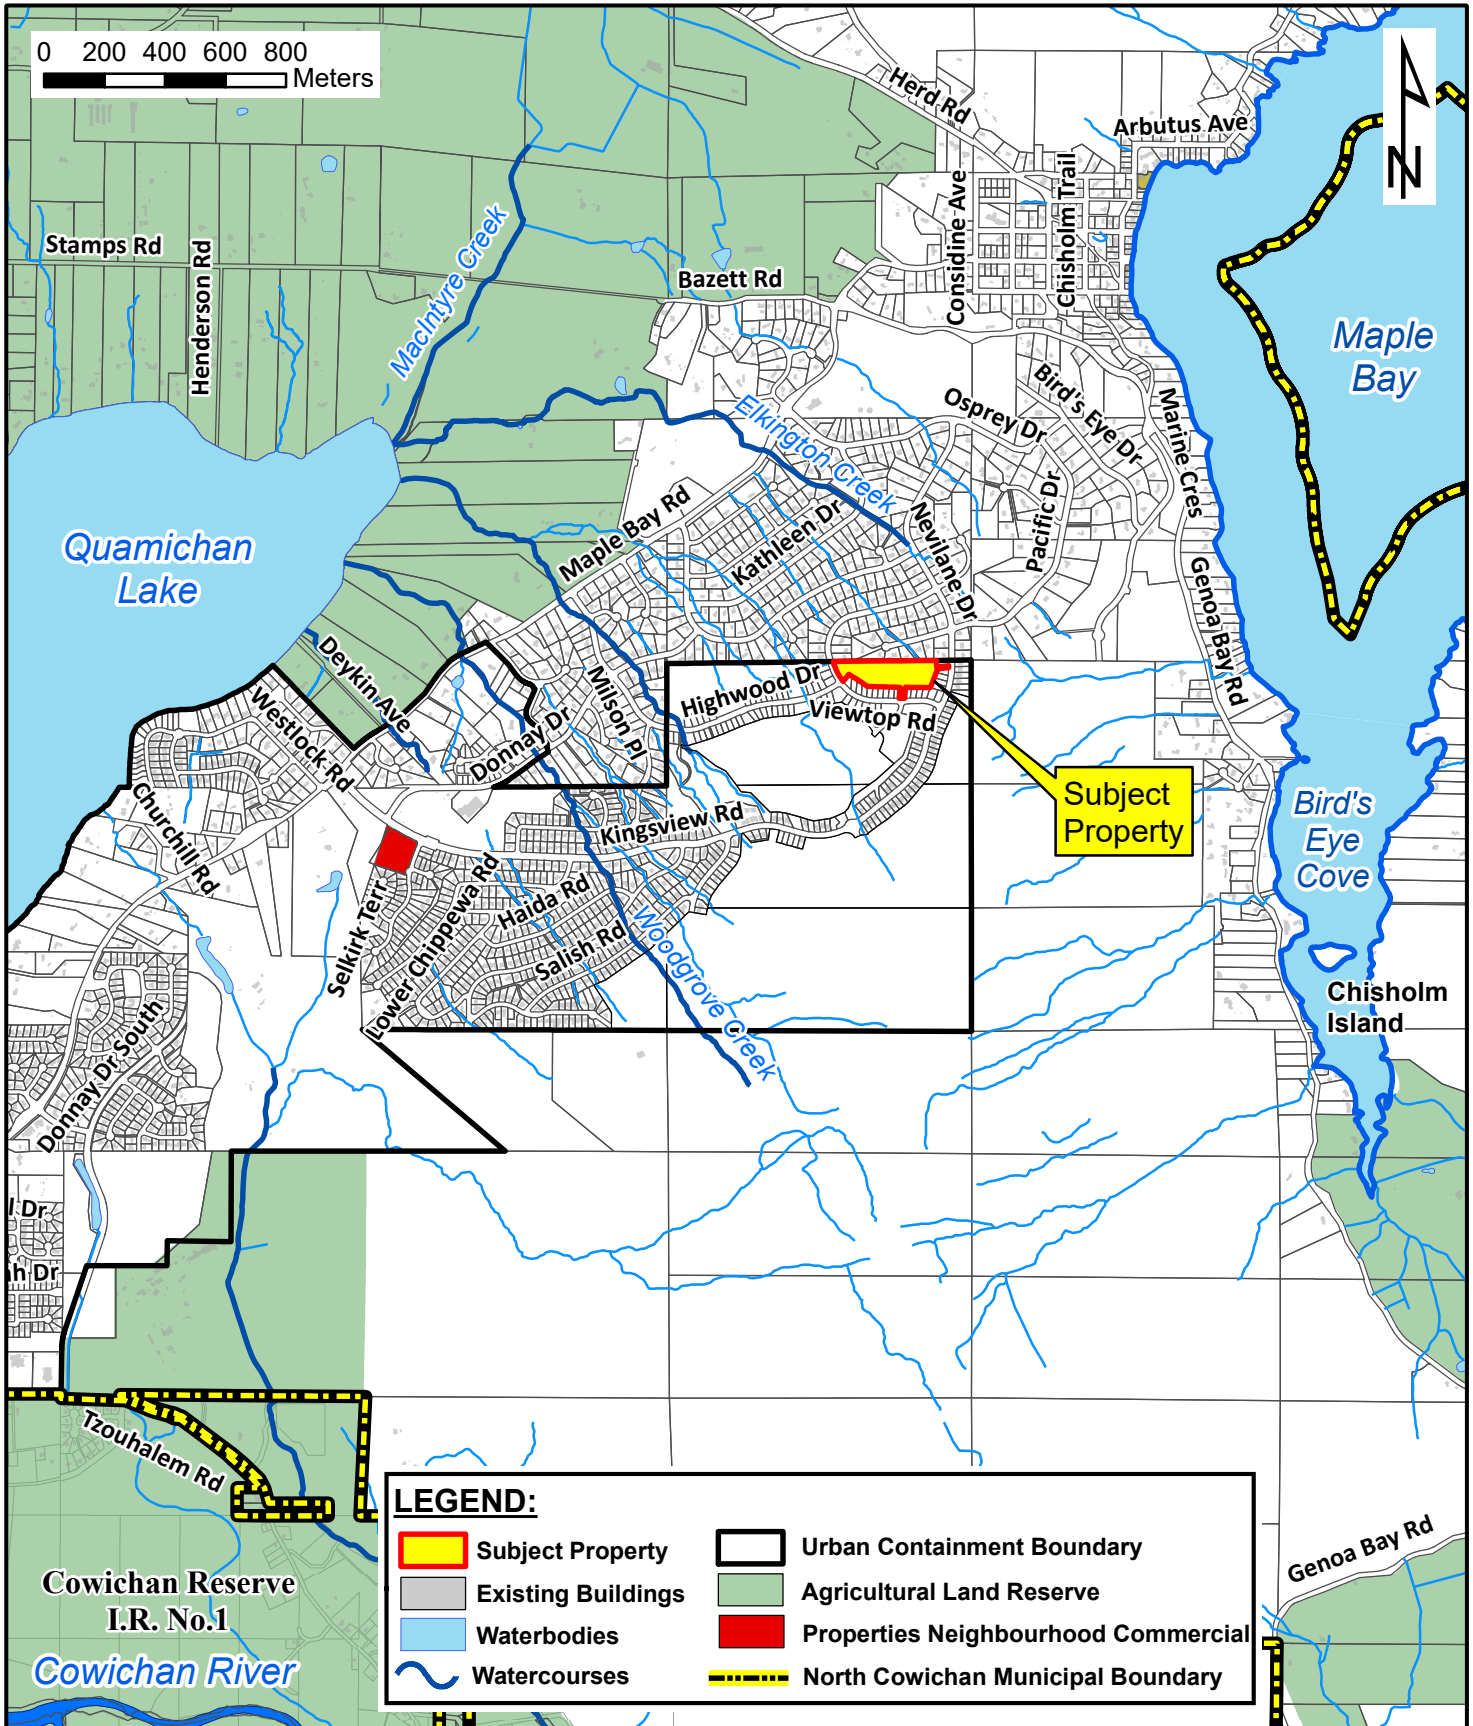 0 200 400 600 800
Meters
N
Herd Rd
Arbutus Ave
Considine Ave
Chisholm Trail
Stamps Rd
Henderson Rd
MacIntyre Creek
Bazett Rd
Maple
Bay
Bird's Eye Dr
Osprey Dr
Marine Cres
Elkington Creek
Maple Bay Rd
Kathleen Dr
Nevilane Dr
Pacific Dr
Genoa Bay Rd
Quamichan
Lake
Deykin Ave
Westlock Rd
Milson Pl
Donnay Dr
Highwood Dr
Viewtop Rd
Subject
Property
Churchill Rd
Kingsview Rd
Bird's
Eye
Cove
Selkirk Terr
Lower Chippewa Rd
Haida Rd
Salish Rd
Woodgrove Creek
Chisholm
Island
Donnay Dr South
l Dr
ah Dr
Tzouhalem Rd
Cowichan Reserve
I.R. No.1
Cowichan River
Genoa Bay Rd
LEGEND:
Subject Property
Existing Buildings
Waterbodies
Watercourses
Urban Containment Boundary
Agricultural Land Reserve
Properties Neighbourhood Commercial
North Cowichan Municipal Boundary